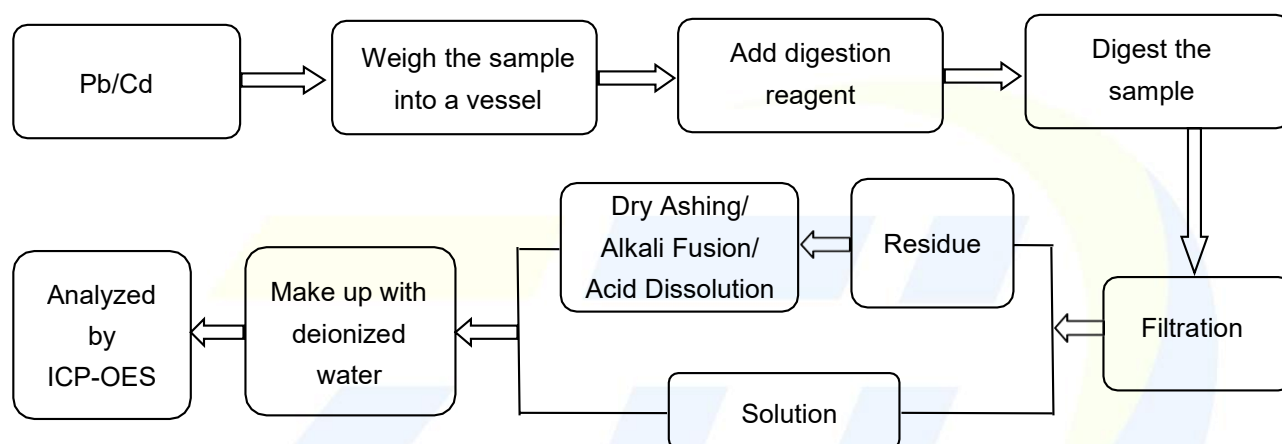 Pb/Cd
Weigh the sample
into a vessel
Add digestion
reagent
Digest the
sample
Filtration
Residue
Dry Ashing/
Alkali Fusion/
Acid Dissolution
Solution
Make up with
deionized
water
Analyzed
by
ICP-OES